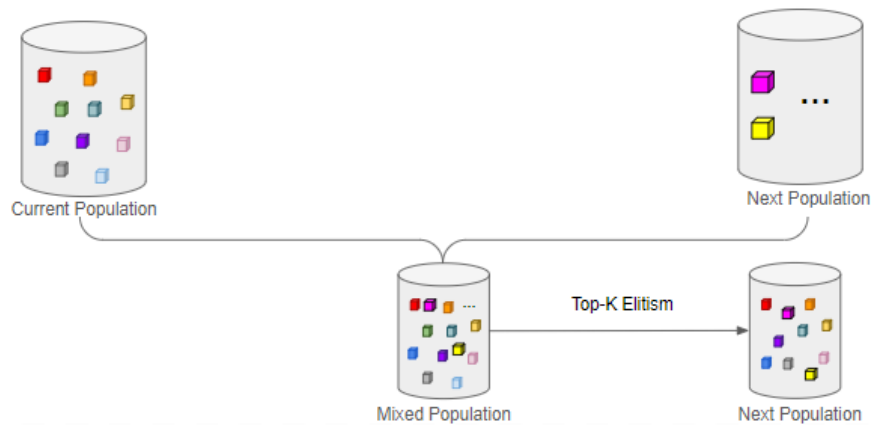 ...
Current Population
Next Population
...
Top-K Elitism
Mixed Population
Next Population